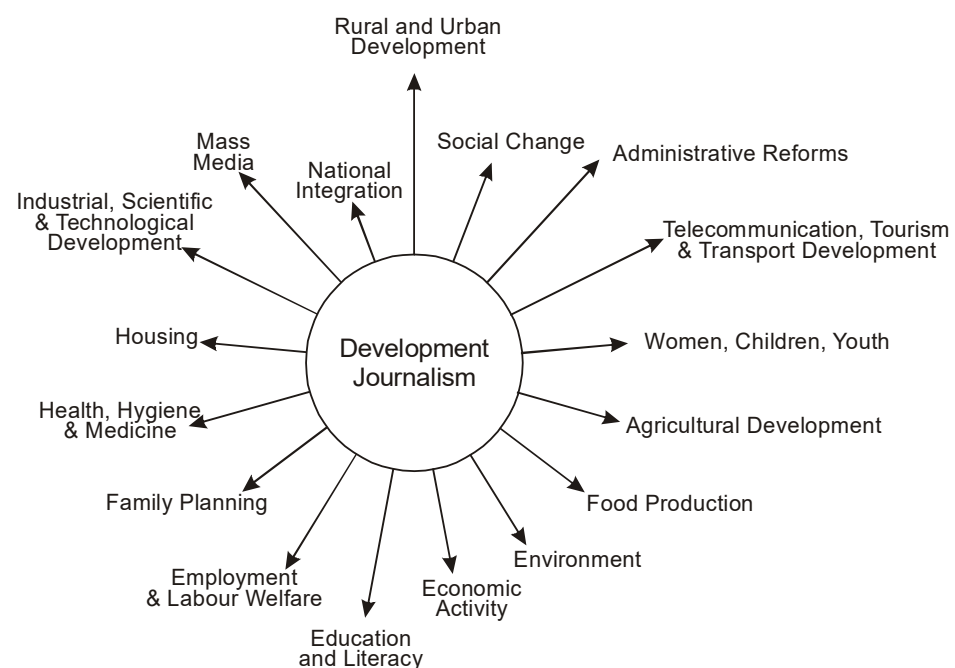 Rural and Urban
Development
Social Change
Administrative Reforms
Telecommunication, Tourism
& Transport Development
Women, Children, Youth
Agricultural Development
Food Production
Environment
Economic
Activity
Education
and Literacy
Employment
& Labour Welfare
Family Planning
Health, Hygiene
& Medicine
Housing
Industrial, Scientific
& Technological
Development
Mass
Media
National
Integration
Development
Journalism